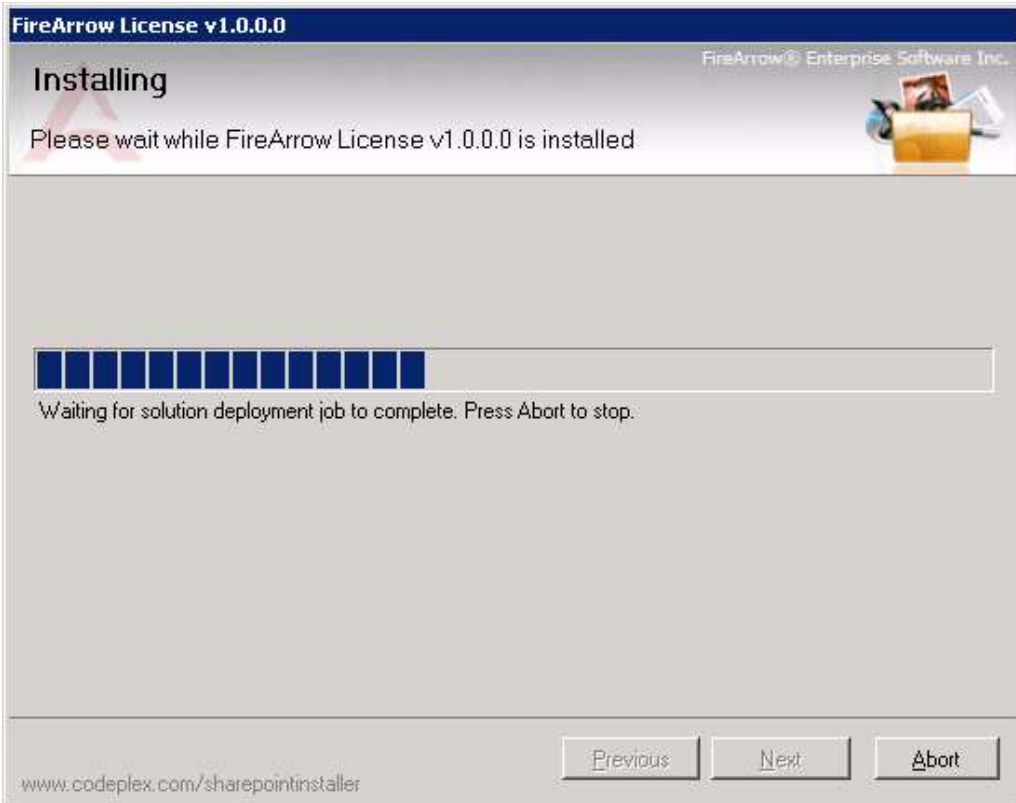 FireArrow License v1.0.0.0
FireArrow® Enterprise Software Inc.
Installing
Please wait while FireArrow License v1.0.0.0 is installed
Waiting for solution deployment job to complete. Press Abort to stop.
Previous Next Abort
www.codeplex.com/sharepointinstaller